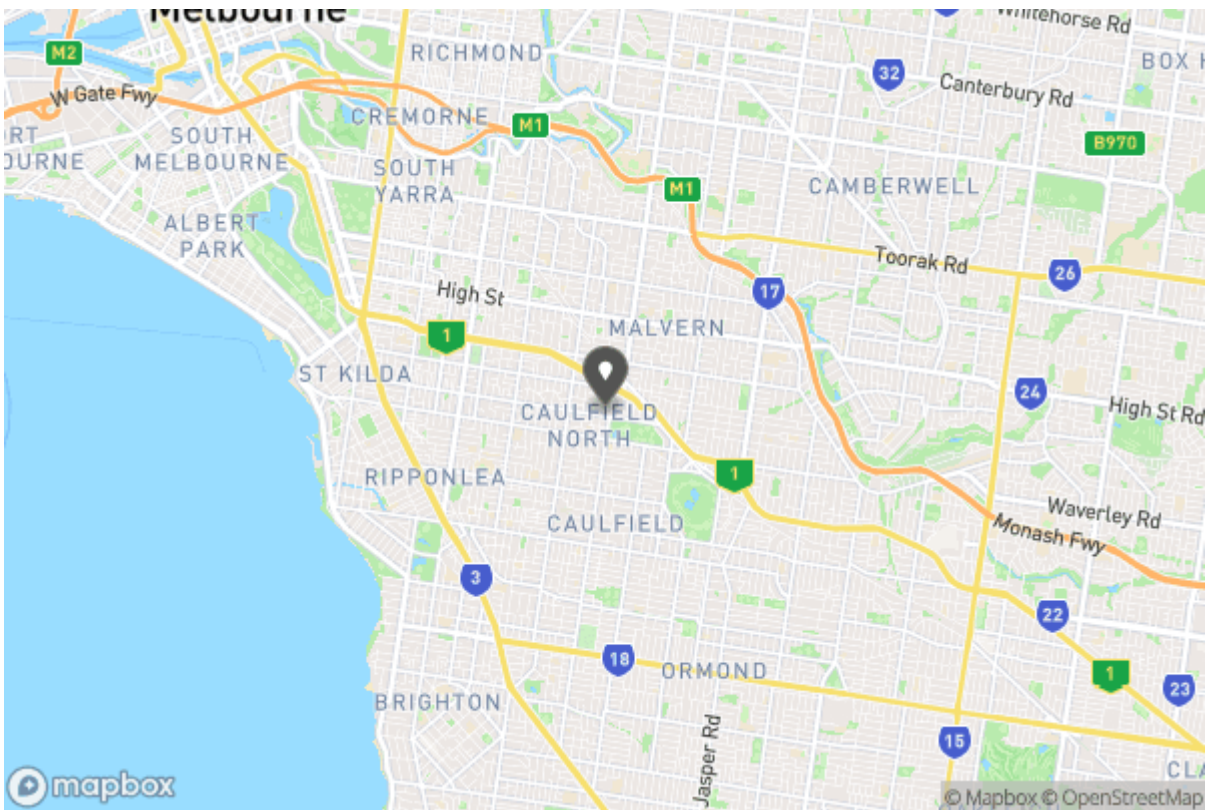 Melbourne
Whitehorse Rd
M2
RICHMOND
BOX H
32
Canterbury Rd
W Gate Fwy
CREMORNE
M1
B970
ORT
OURNE
SOUTH
MELBOURNE
SOUTH
YARRA
M1
CAMBERWELL
ALBERT
PARK
Toorak Rd
26
High St
17
MALVERN
1
ST KILDA
24
CAULFIELD
NORTH
High St Rd
RIPPONLEA
1
CAULFIELD
Waverley Rd
Monash Fwy
3
22
18
ORMOND
1
23
BRIGHTON
Jasper Rd
15
CLA
mapbox
© Mapbox © OpenStreetMap